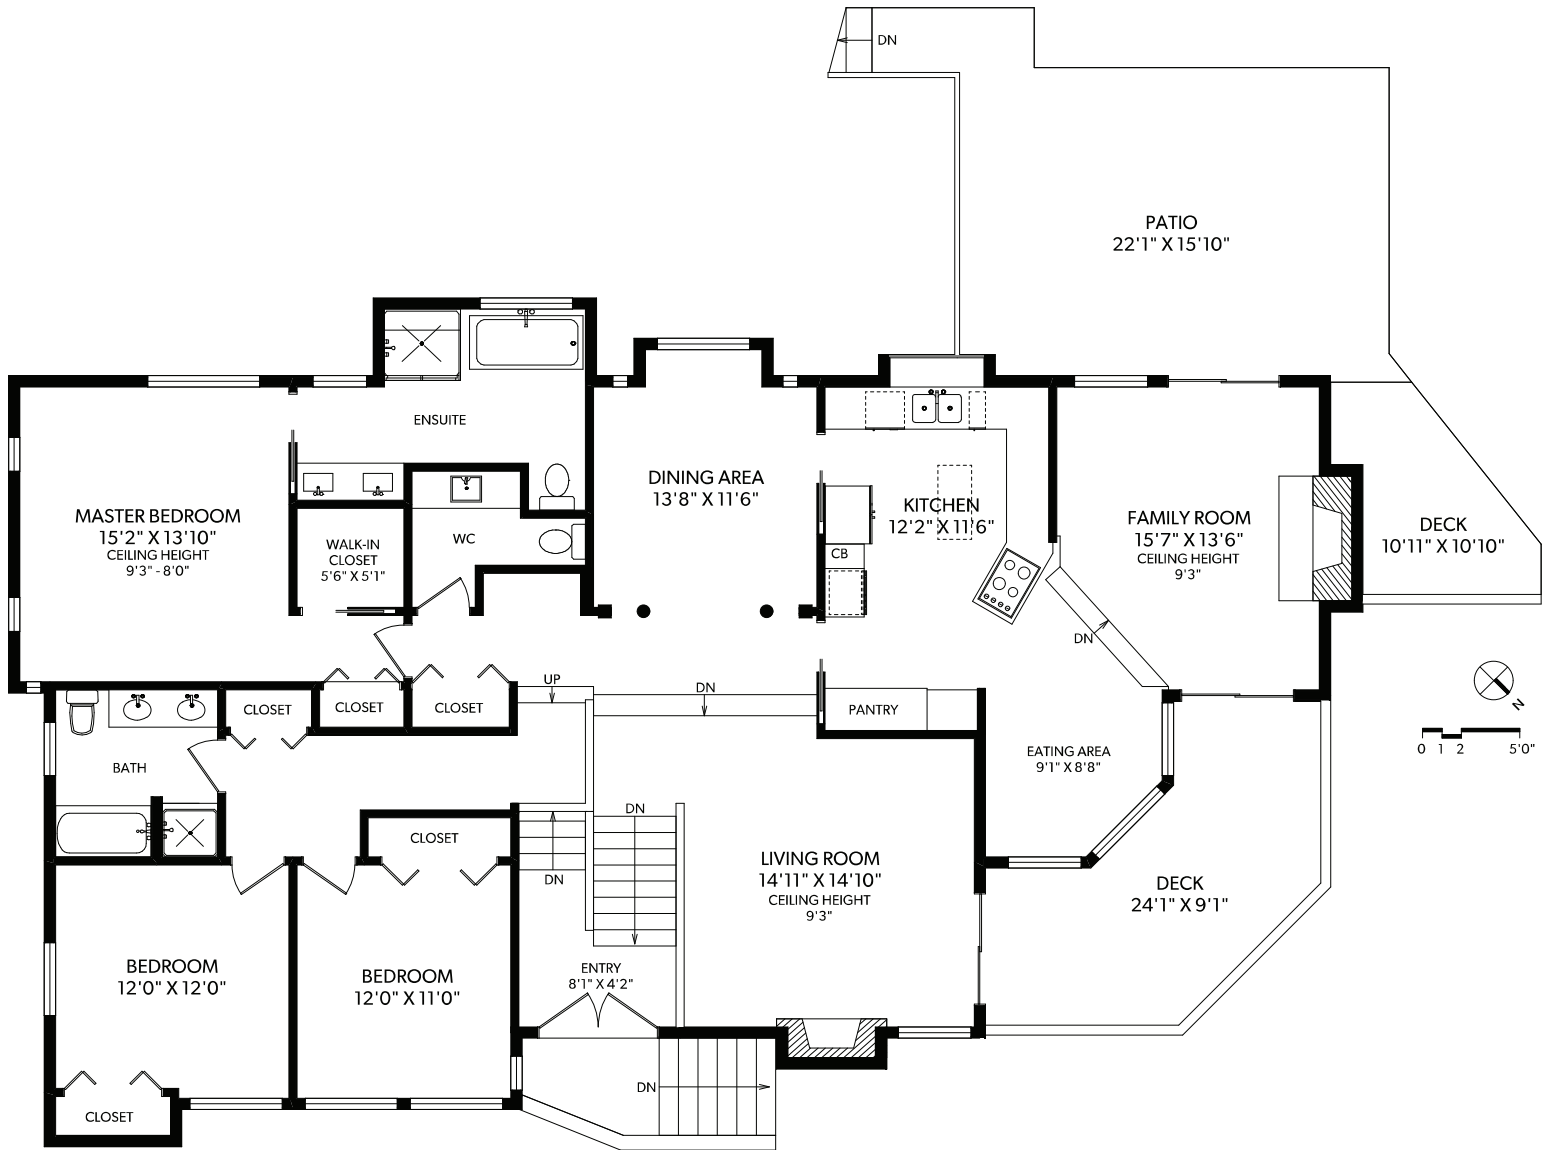 DN
PATIO
22'1" X 15'10"
ENSUITE
DINING AREA
13'8" X 11'6"
KITCHEN
12'2" X 11'6"
MASTER BEDROOM
15'2" X 13'10"
CEILING HEIGHT
9'3" - 8'0"
WALK-IN
CLOSET
5'6" X 5'1"
WC
CB
FAMILY ROOM
15'7" X 13'6"
CEILING HEIGHT
9'3"
DECK
10'11" X 10'10"
DN
UP
DN
CLOSET
CLOSET
CLOSET
PANTRY
N
0 1 2 5'0"
BATH
EATING AREA
9'1" X 8'8"
DN
CLOSET
DN
LIVING ROOM
14'11" X 14'10"
CEILING HEIGHT
9'3"
DECK
24'1" X 9'1"
BEDROOM
12'0" X 12'0"
BEDROOM
12'0" X 11'0"
ENTRY
8'1" X 4'2"
DN
CLOSET